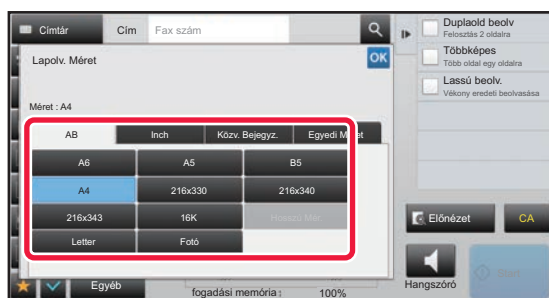 Címtár
Cím
Fax szám
Lapolv. Méret
OK
Méret : A4
AB
Inch
Közv. Bejegyz.
Egyedi Méret
A6
A5
B5
A4
216x330
216x340
216x343
16K
Hosszú Mér.
Letter
Fotó
Egyéb
fogadási memória :
100%
Duplaold beolv
Felosztás 2 oldalra
Többképes
Több oldal egy oldalra
Lassú beolv.
Vékony eredeti beolvasása
Előnézet
CA
Hangszóró
Start